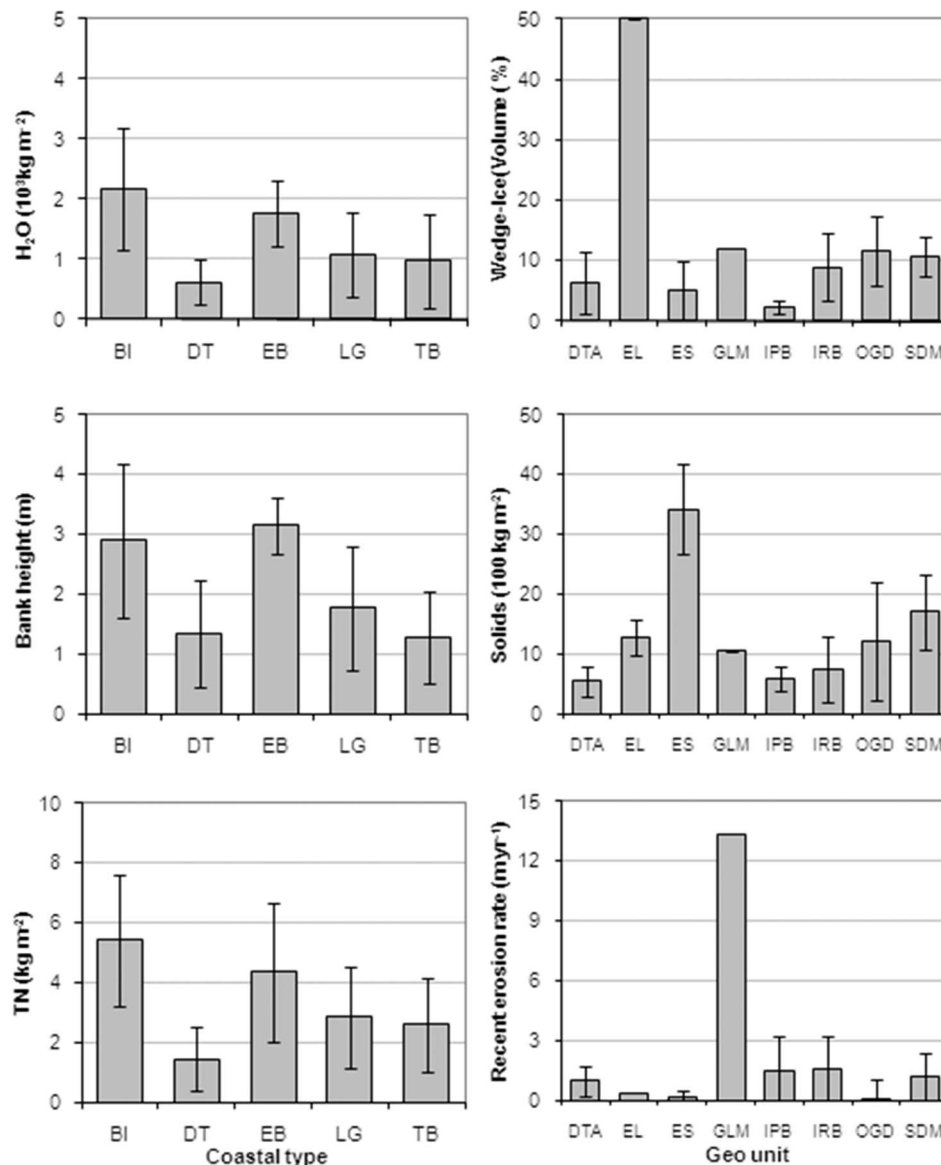 H₂O (10³kg m⁻²)
5
4
3
2
1
0
BI DT EB LG TB
Wedge-Ice(Volume ( %)
50
40
30
20
10
0
DTA EL ES GLM IPB IRB OGD SDM
Bank height (m)
5
4
3
2
1
0
BI DT EB LG TB
Solids (100 kg m⁻²)
50
40
30
20
10
0
DTA EL ES GLM IPB IRB OGD SDM
TN (kg m⁻²)
10
8
6
4
2
0
BI DT EB LG TB
Coastal type
Recent erosion rate (myr⁻¹)
15
12
9
6
3
0
DTA EL ES GLM IPB IRB OGD SDM
Geo unit